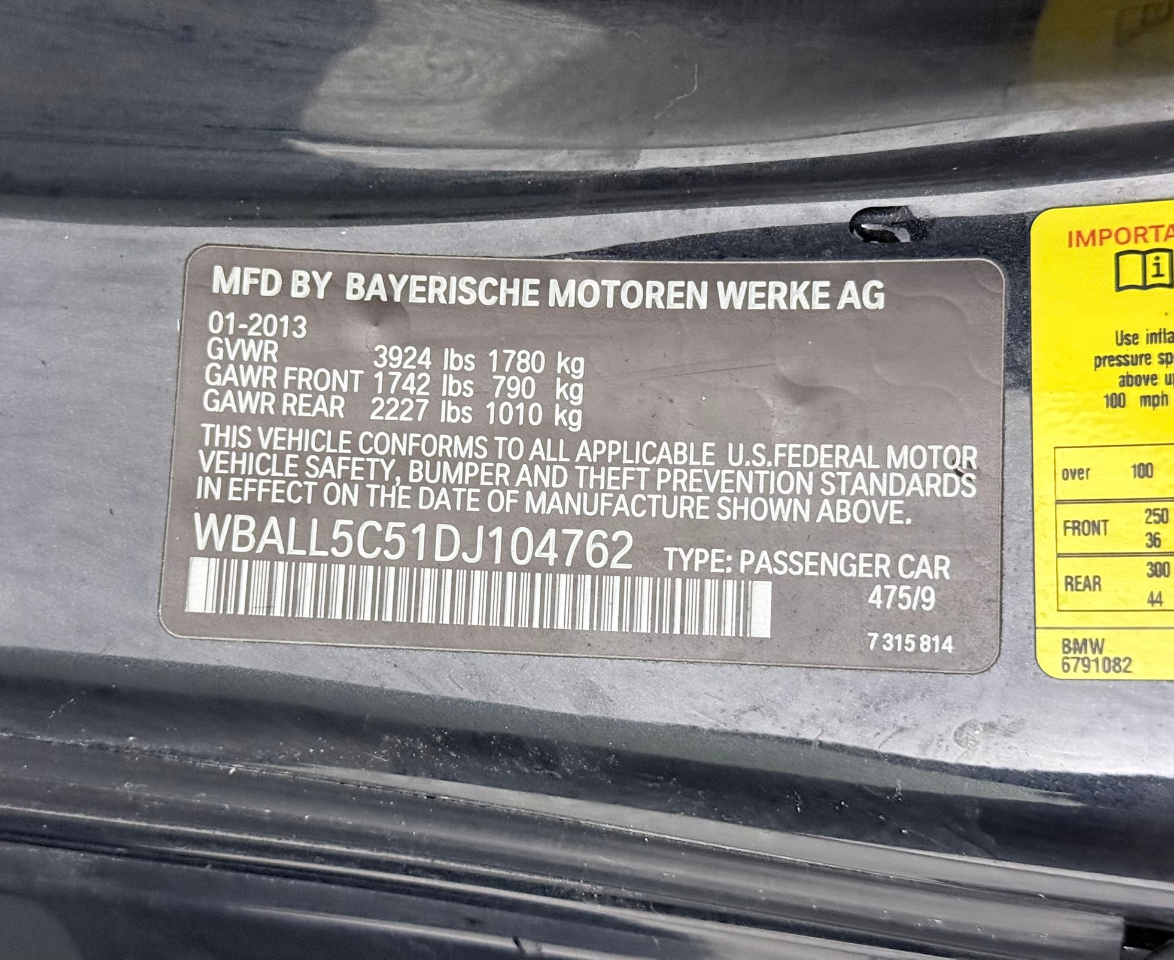 MFD BY BAYERISCHE MOTOREN WERKE AG
01-2013
GVWR 3924 lbs 1780 kg
GAWR FRONT 1742 lbs 790 kg
GAWR REAR 2227 lbs 1010 kg
THIS VEHICLE CONFORMS TO ALL APPLICABLE U.S.FEDERAL MOTOR
VEHICLE SAFETY, BUMPER AND THEFT PREVENTION STANDARDS
IN EFFECT ON THE DATE OF MANUFACTURE SHOWN ABOVE.
WBALL5C51DJ104762 TYPE: PASSENGER CAR
475/9
7 315 814
IMPORTA
i
Use infla
pressure sp
above u
100 mph
over 100
FRONT 250
36
REAR 300
44
BMW
6791082